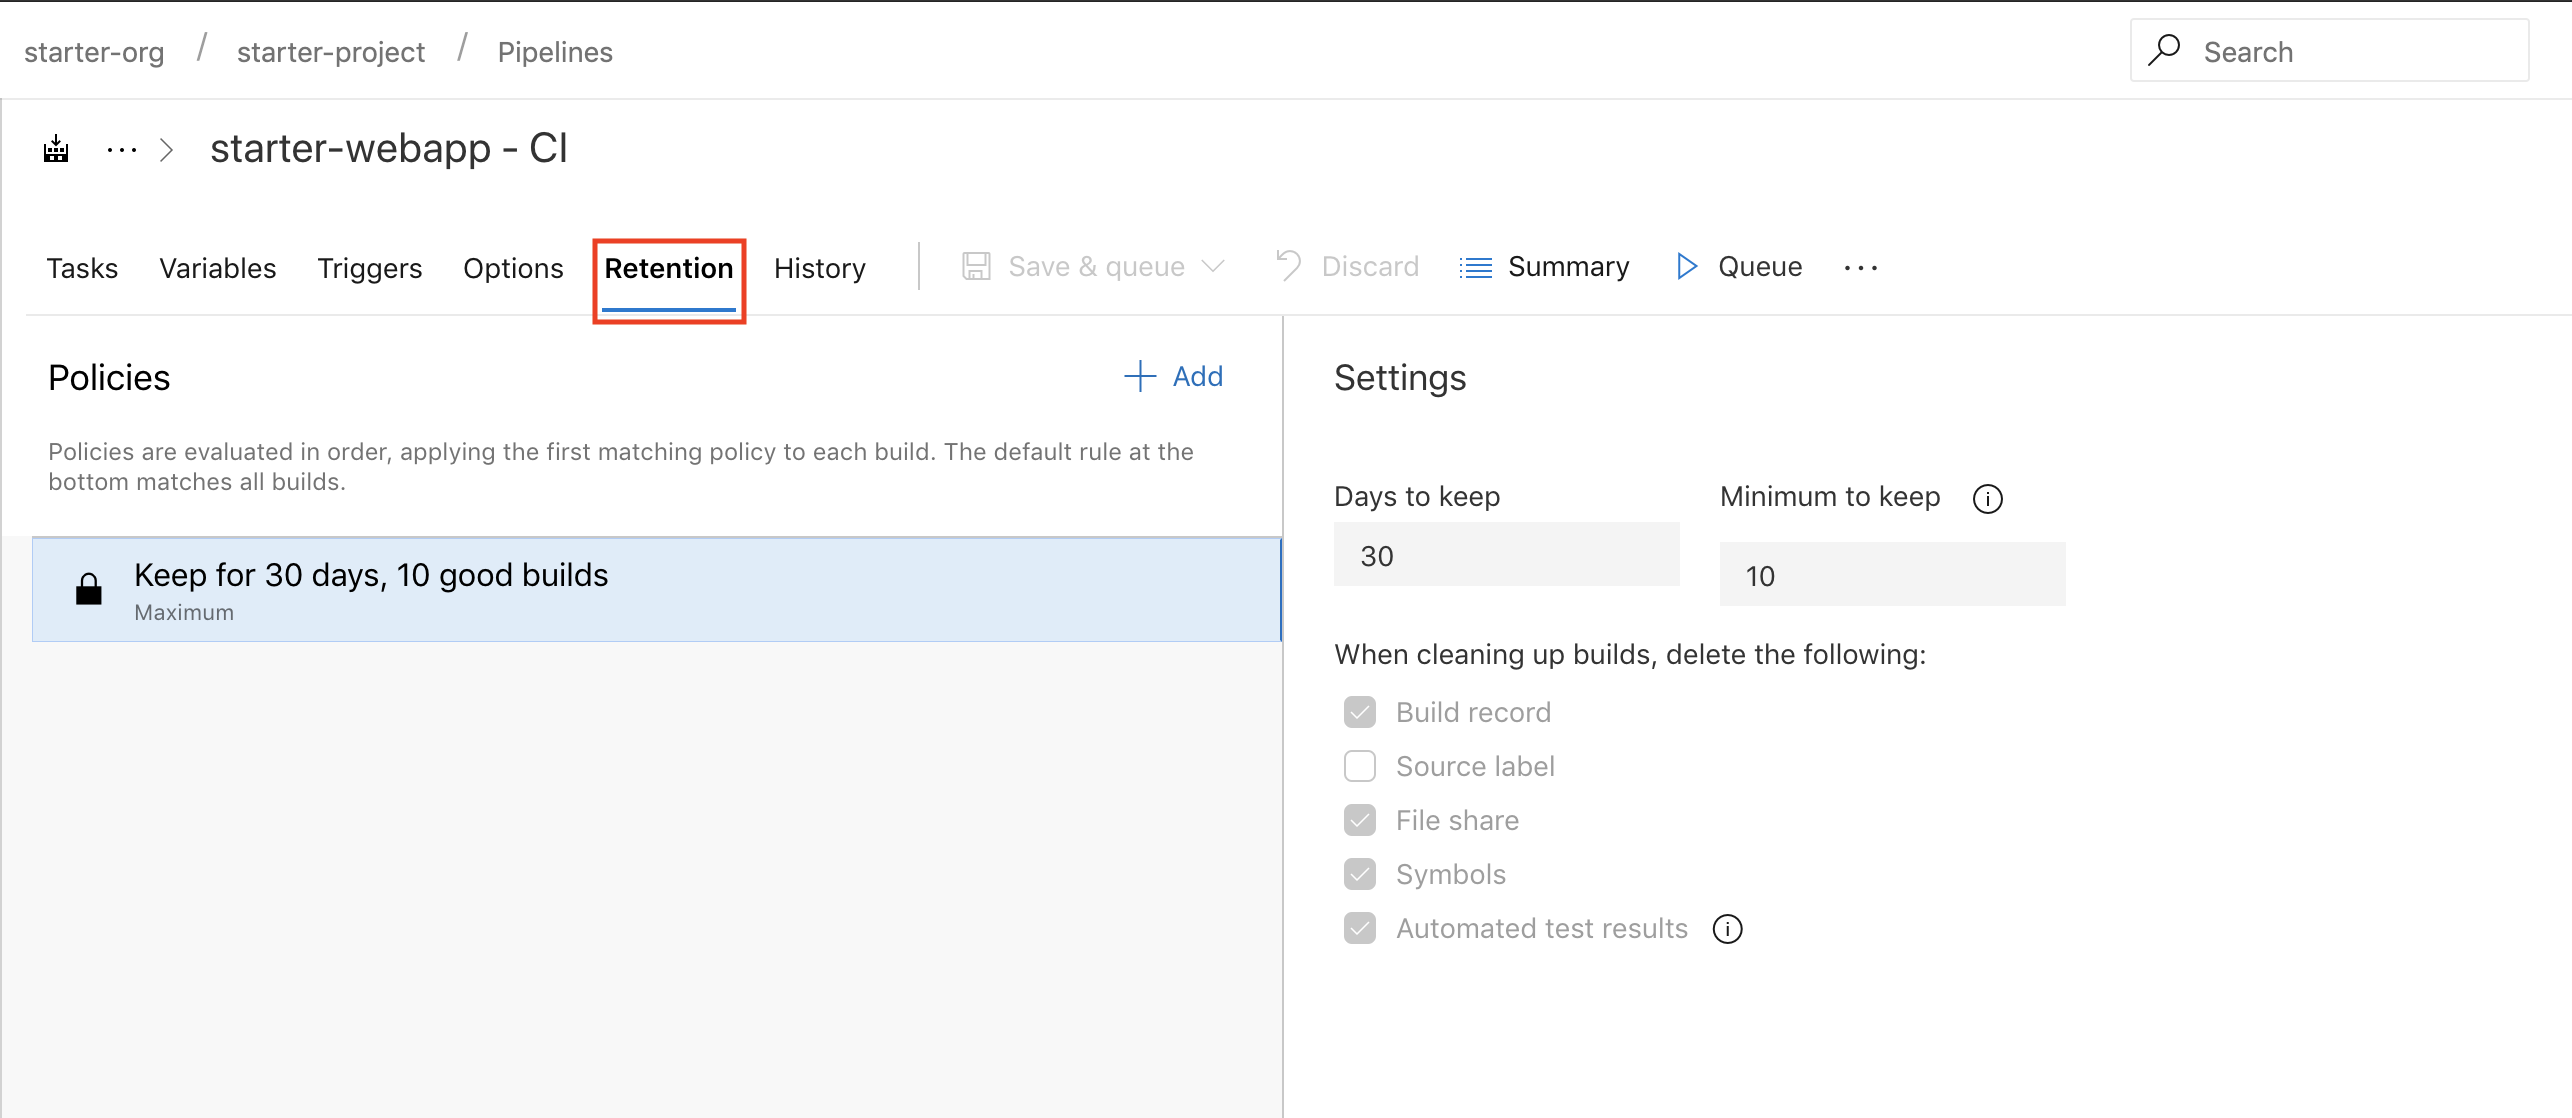 starter-org / starter-project / Pipelines
Search
... > starter-webapp - CI
Tasks Variables Triggers Options Retention History Save & queue Discard Summary Queue ...
Policies
+ Add
Policies are evaluated in order, applying the first matching policy to each build. The default rule at the
bottom matches all builds.
Keep for 30 days, 10 good builds
Maximum
Settings
Days to keep
30
Minimum to keep
10
When cleaning up builds, delete the following:
Build record
Source label
File share
Symbols
Automated test results